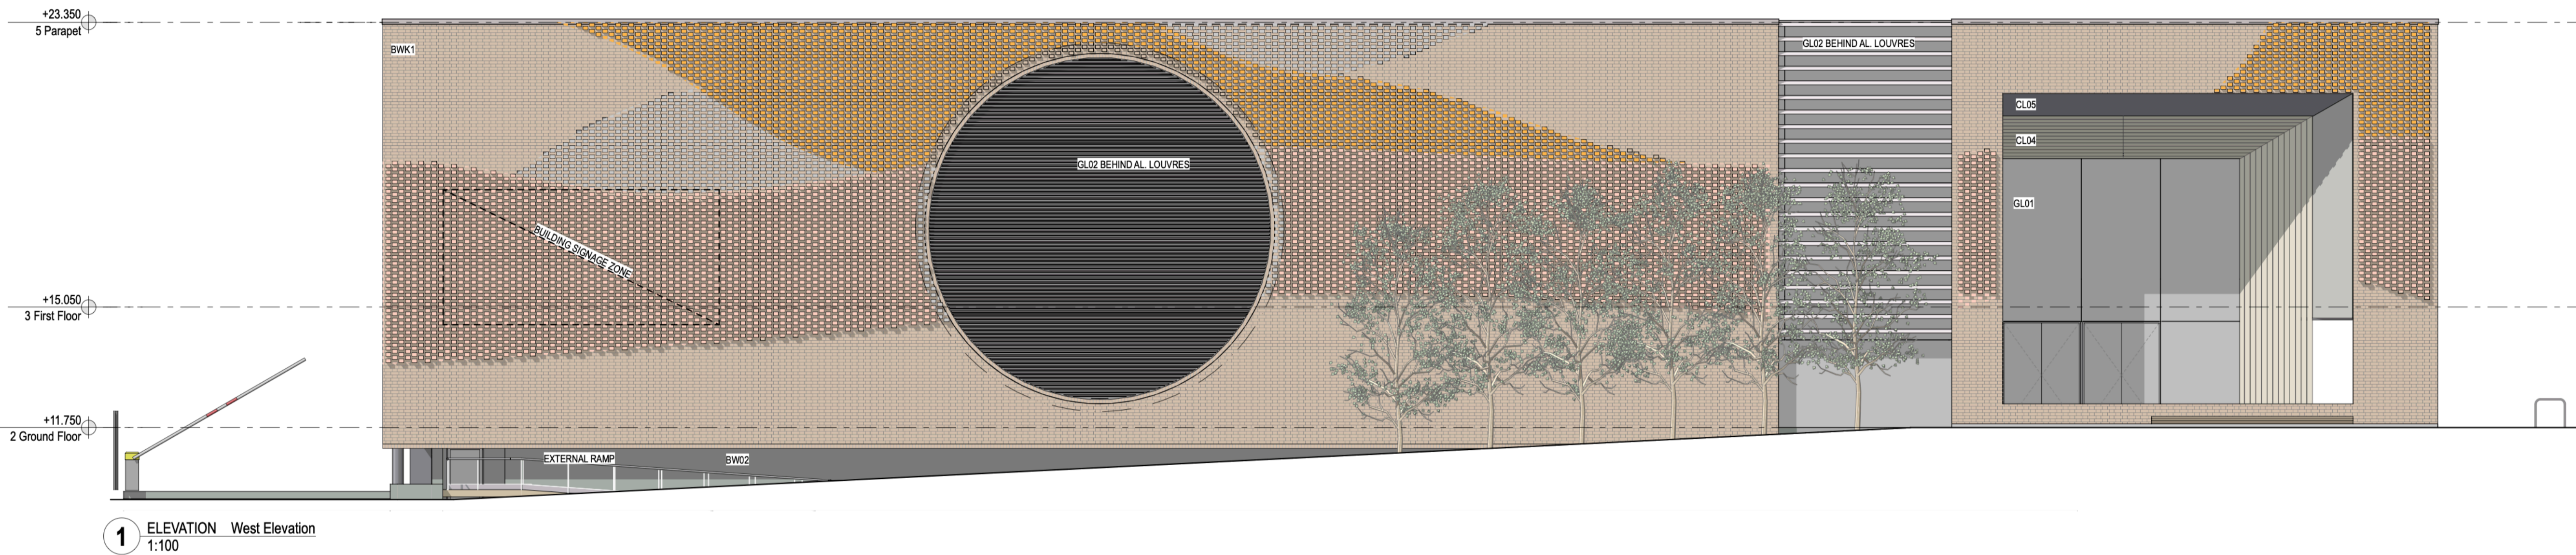 +23.350
5 Parapet
BWK1
GL02 BEHIND AL. LOUVRES
CL05
CL04
GL02 BEHIND AL. LOUVRES
GL01
BUILDING SIGNAGE ZONE
+15.050
3 First Floor
+11.750
2 Ground Floor
EXTERNAL RAMP
BW02
1
ELEVATION West Elevation
1:100